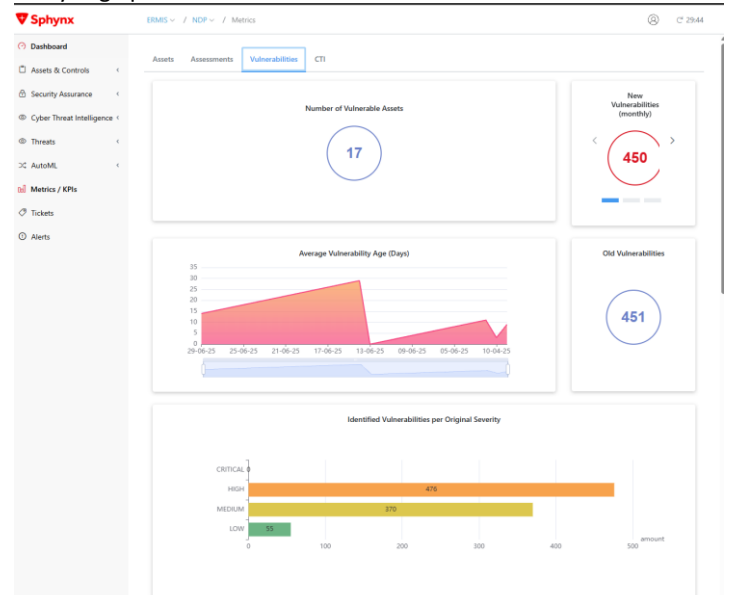 Sphynx
ERMIS / NDP / Metrics
29:44
Dashboard
Assets & Controls
Security Assurance
Cyber Threat Intelligence
Threats
AutoML
Metrics / KPIs
Tickets
Alerts
Assets Assessments Vulnerabilities CTI
Number of Vulnerable Assets
17
New
Vulnerabilities
(monthly)
450
Average Vulnerability Age (Days)
35
30
25
20
15
10
5
0
29-06-25 25-06-25 21-06-25 17-06-25 13-06-25 09-06-25 05-06-25 10-04-25
Old Vulnerabilities
451
Identified Vulnerabilities per Original Severity
CRITICAL 0
HIGH 476
MEDIUM 370
LOW 55
0 100 200 300 400 500
amount